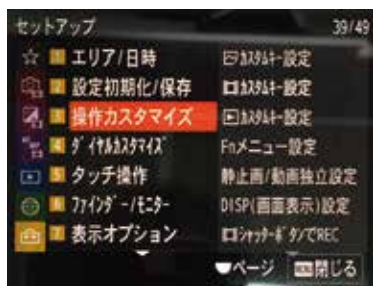 セットアップ 39/49
1 エリア/日時
2 設定初期化/保存
3 操作カスタマイズ
4 ダイヤルカスタマイズ
5 タッチ操作
6 ファインダー/モニター
7 表示オプション
カスタムキー設定
カスタムキー設定
カスタムキー設定
Fnメニュー設定
静止画/動画独立設定
DISP(画面表示)設定
シャッターボタンでREC
ページ MENU 閉じる